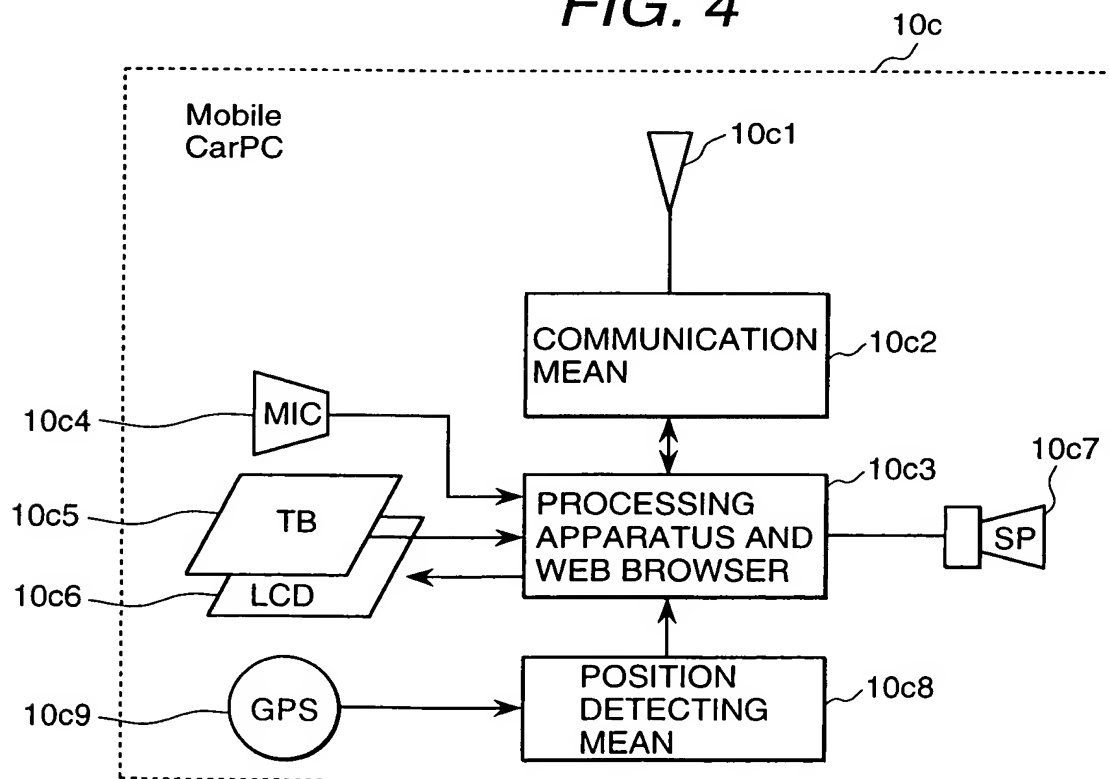 FIG. 4
10c
Mobile
CarPC
10c1
COMMUNICATION
MEAN
10c2
MIC
10c4
10c3
10c7
PROCESSING
APPARATUS AND
WEB BROWSER
SP
10c5
TB
10c6
LCD
POSITION
DETECTING
MEAN
10c8
10c9
GPS